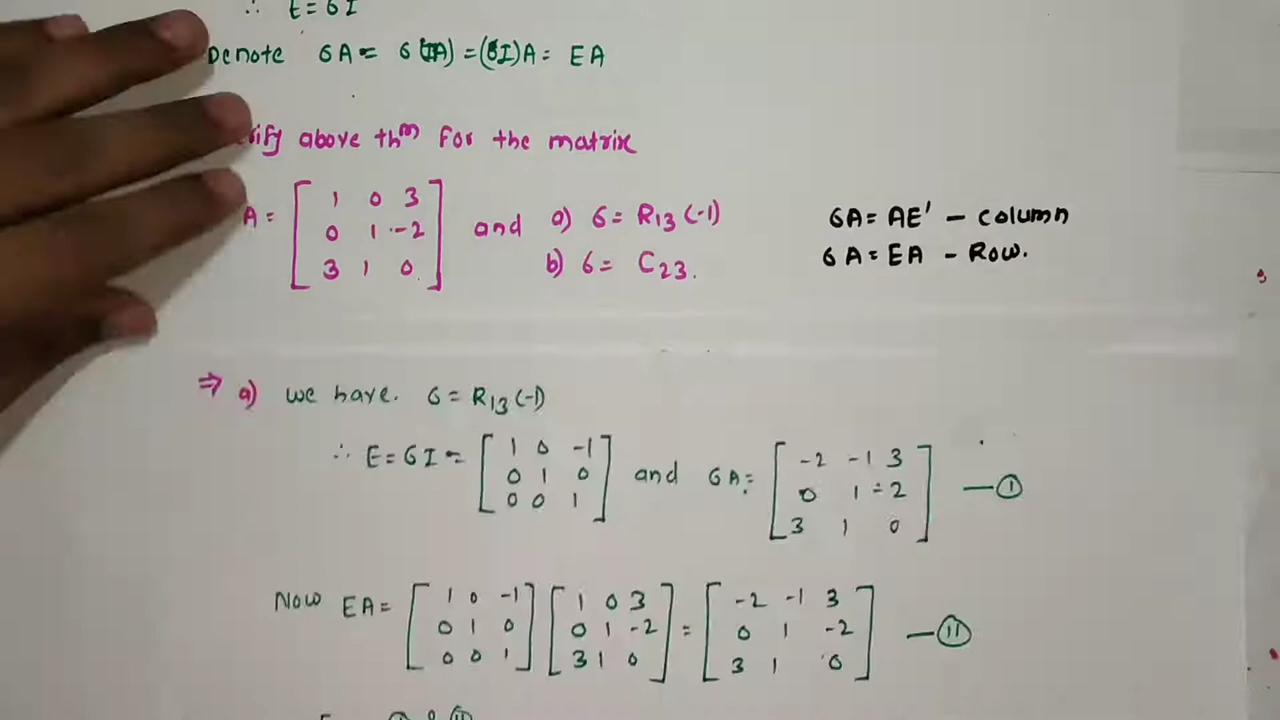 ∴ E = 6 I
Denote 6A = 6 (IA) = (6I)A = EA
above thm For the matrix
A = [ 1 0 3 and a) 6 = R13 (-1) 6A = AE' - column
0 1 -2 b) 6 = C23. 6 A = EA - Row.
3 1 0 ]
⇒ a) we have. 6 = R13 (-1)
∴ E = 6 I = [ 1 0 -1 and 6 A = [ -2 -1 3 — ①
0 1 0 0 1 -2
0 0 1 ] 3 1 0 ]
Now EA = [ 1 0 -1 ] [ 1 0 3 ] = [ -2 -1 3 ] — ⑪
0 1 0 0 1 -2 0 1 -2
0 0 1 3 1 0 3 1 0